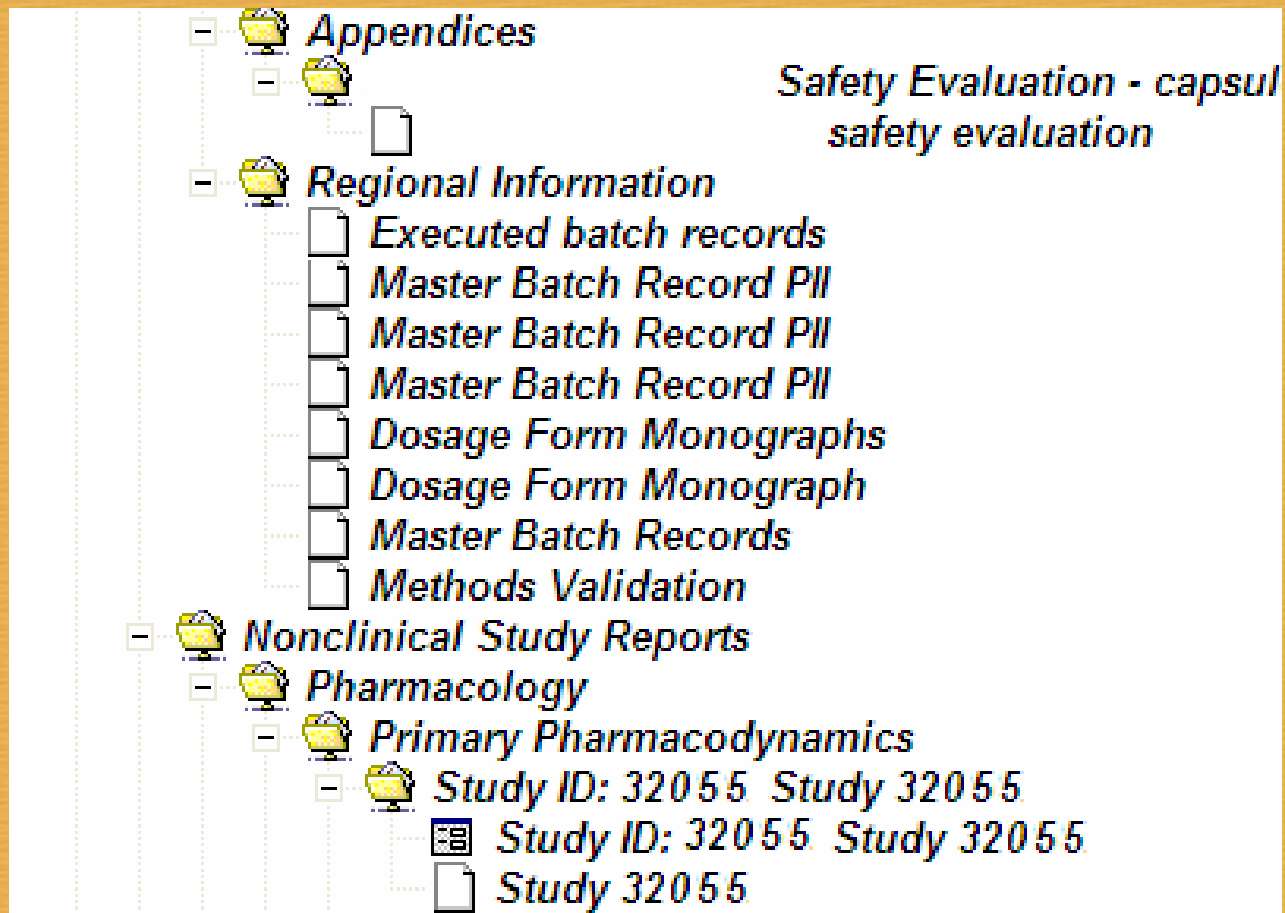 Appendices
Safety Evaluation - capsul
safety evaluation
Regional Information
Executed batch records
Master Batch Record PII
Master Batch Record PII
Master Batch Record PII
Dosage Form Monographs
Dosage Form Monograph
Master Batch Records
Methods Validation
Nonclinical Study Reports
Pharmacology
Primary Pharmacodynamics
Study ID: 32055 Study 32055
Study ID: 32055 Study 32055
Study 32055